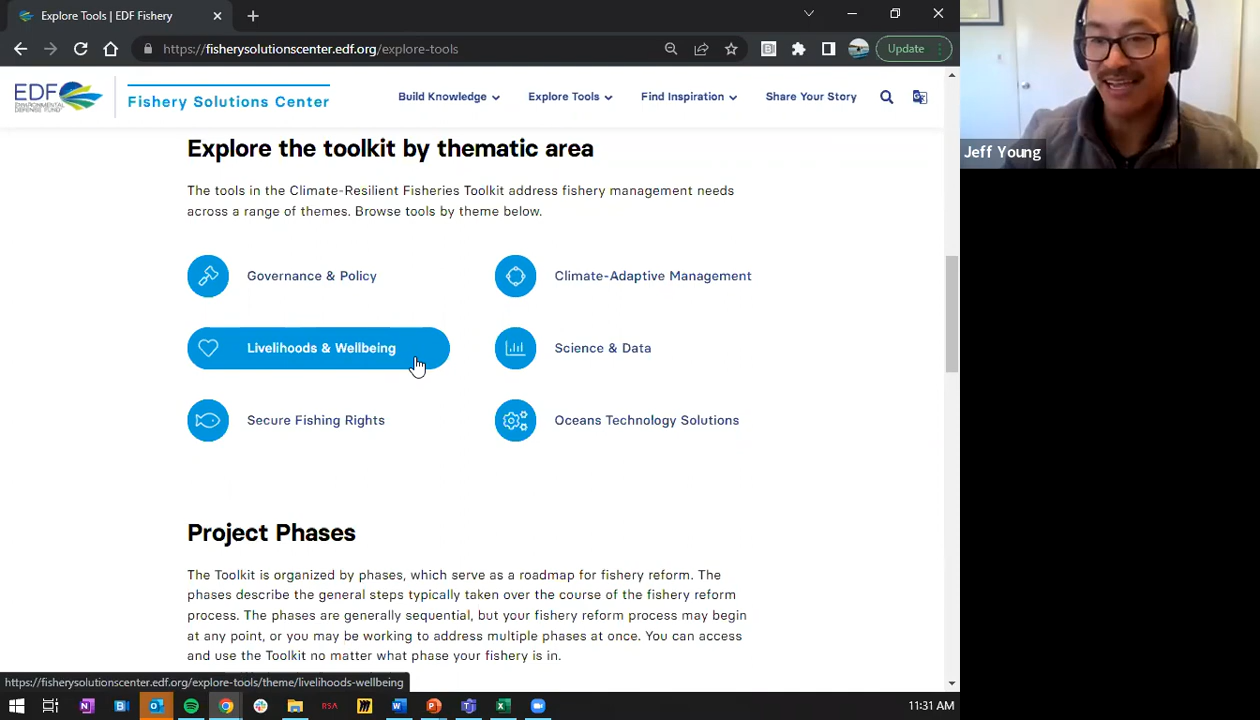 Explore Tools | EDF Fishery
https://fisherysolutionscenter.edf.org/explore-tools
Update
EDF
ENVIRONMENTAL
DEFENSE FUND
Fishery Solutions Center
Build Knowledge
Explore Tools
Find Inspiration
Share Your Story
Jeff Young
Explore the toolkit by thematic area
The tools in the Climate-Resilient Fisheries Toolkit address fishery management needs
across a range of themes. Browse tools by theme below.
Governance & Policy
Climate-Adaptive Management
Livelihoods & Wellbeing
Science & Data
Secure Fishing Rights
Oceans Technology Solutions
Project Phases
The Toolkit is organized by phases, which serve as a roadmap for fishery reform. The
phases describe the general steps typically taken over the course of the fishery reform
process. The phases are generally sequential, but your fishery reform process may begin
at any point, or you may be working to address multiple phases at once. You can access
and use the Toolkit no matter what phase your fishery is in.
https://fisherysolutionscenter.edf.org/explore-tools/theme/livelihoods-wellbeing
RSA
11:31 AM